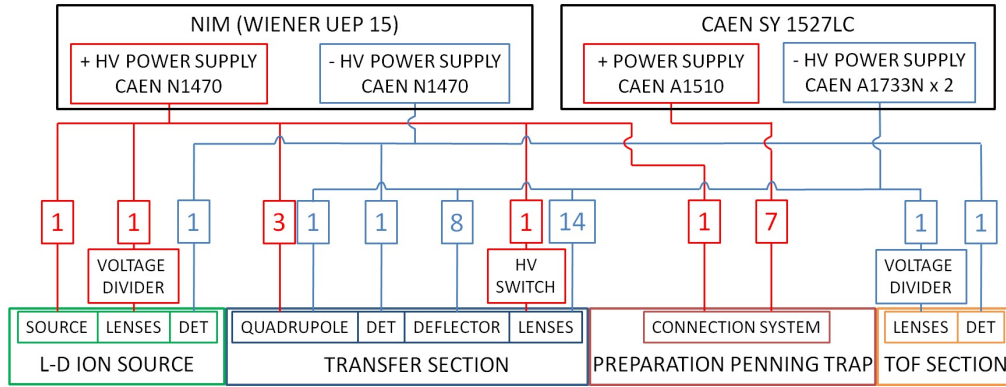 NIM (WIENER UEP 15)
CAEN SY 1527LC
+ HV POWER SUPPLY
CAEN N1470
- HV POWER SUPPLY
CAEN N1470
+ POWER SUPPLY
CAEN A1510
- HV POWER SUPPLY
CAEN A1733N x 2
1
1
1
3
1
1
8
1
14
1
7
1
1
VOLTAGE
DIVIDER
HV
SWITCH
VOLTAGE
DIVIDER
SOURCE
LENSES
DET
QUADRUPOLE
DET
DEFLECTOR
LENSES
CONNECTION SYSTEM
LENSES
DET
L-D ION SOURCE
TRANSFER SECTION
PREPARATION PENNING TRAP
TOF SECTION